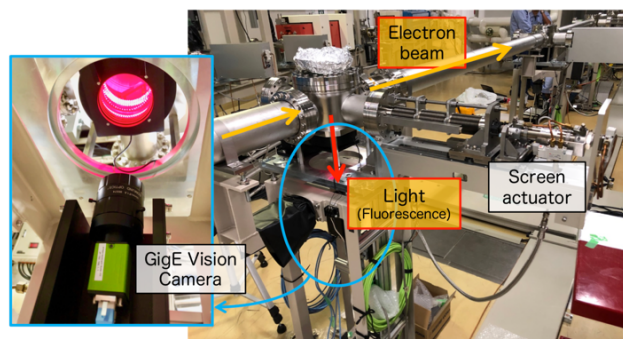 Electron
beam
Light
(Fluorescence)
Screen
actuator
GigE Vision
Camera